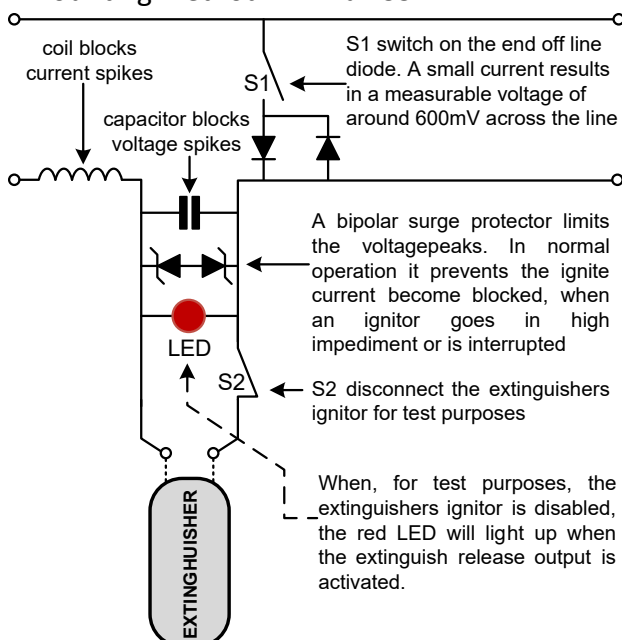 coil blocks
current spikes
S1
S1 switch on the end off line
diode. A small current results
in a measurable voltage of
around 600mV across the line
capacitor blocks
voltage spikes
A bipolar surge protector limits
the voltagepeaks. In normal
operation it prevents the ignite
current become blocked, when
an ignitor goes in high
impediment or is interrupted
LED
S2
S2 disconnect the extinguishers
ignitor for test purposes
When, for test purposes, the
extinguishers ignitor is disabled,
the red LED will light up when
the extinguish release output is
activated.
EXTINGHUISHER